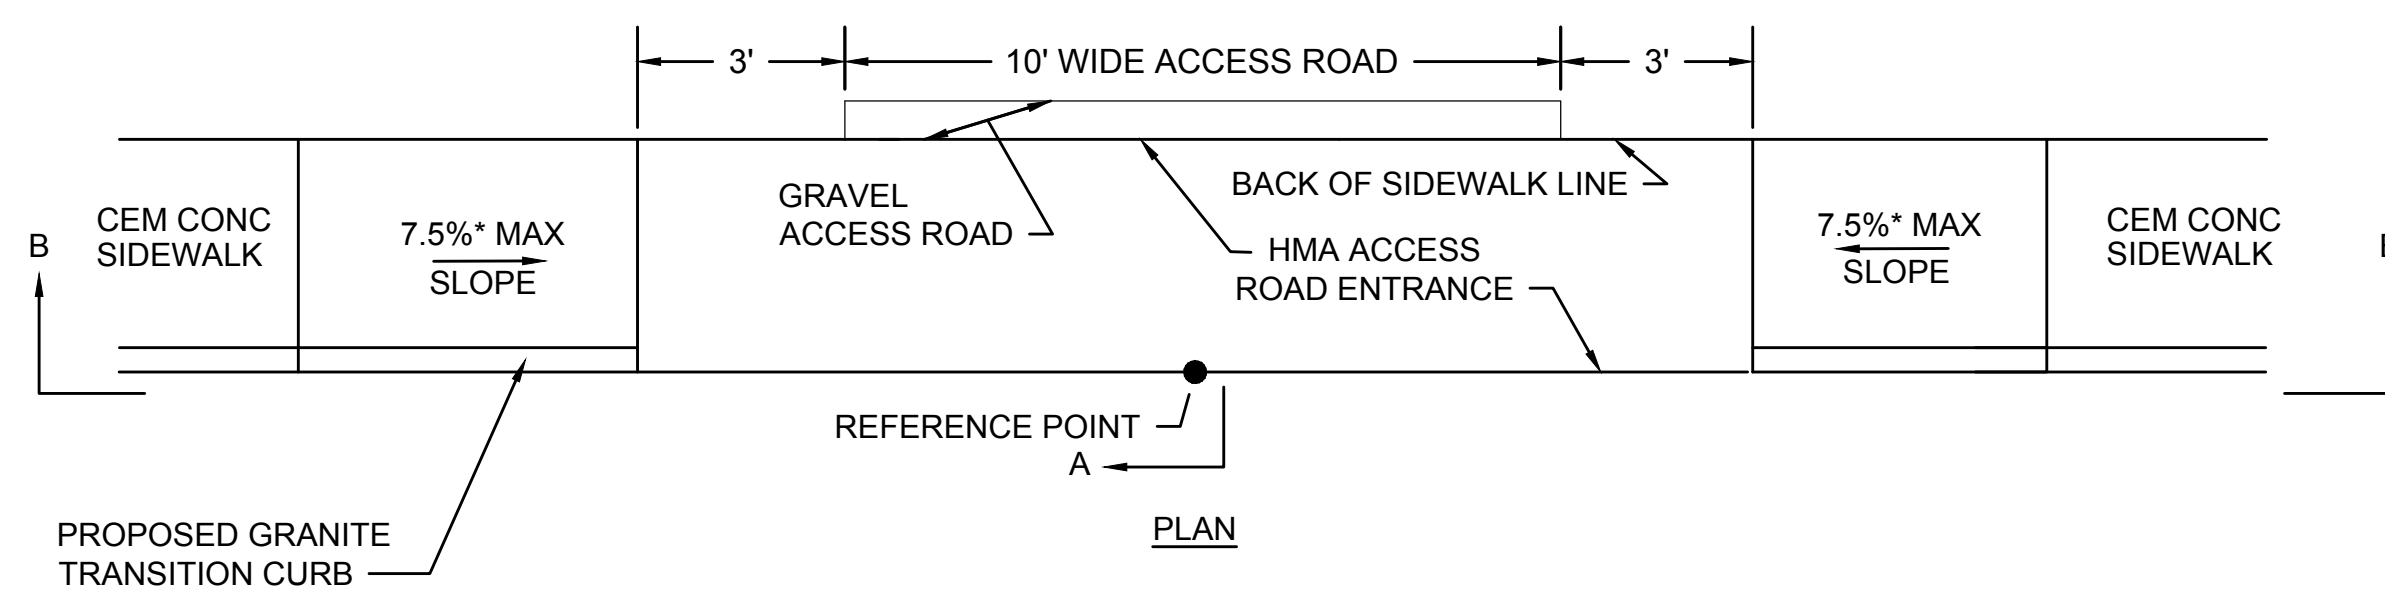 3'
10' WIDE ACCESS ROAD
3'
GRAVEL
ACCESS ROAD
BACK OF SIDEWALK LINE
CEM CONC
SIDEWALK
7.5%* MAX
SLOPE
HMA ACCESS
ROAD ENTRANCE
7.5%* MAX
SLOPE
CEM CONC
SIDEWALK
B
REFERENCE POINT
A
PROPOSED GRANITE
TRANSITION CURB
PLAN